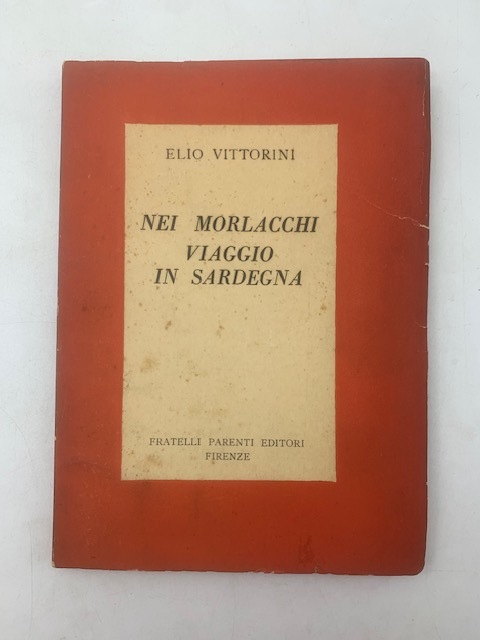 ELIO VITTORINI
NEI MORLACCHI
VIAGGIO
IN SARDEGNA
FRATELLI PARENTI EDITORI
FIRENZE